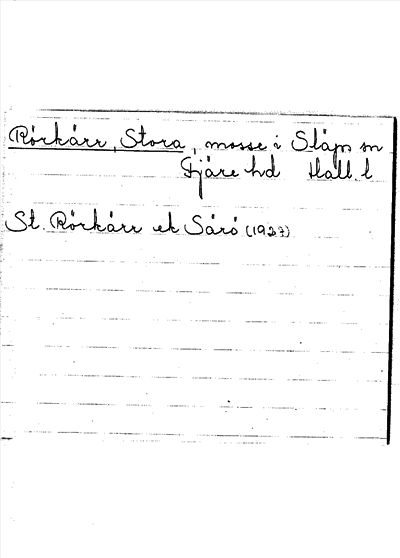 Rörkärr, Stora, mosse i Släps sn
Fjäre hd Hall. l
St. Rörkärr ek Särö (1927)